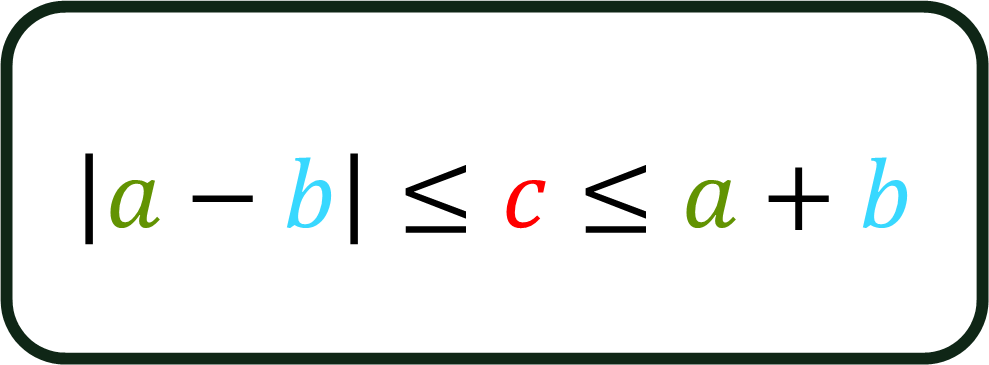 |a − b| ≤ c ≤ a + b